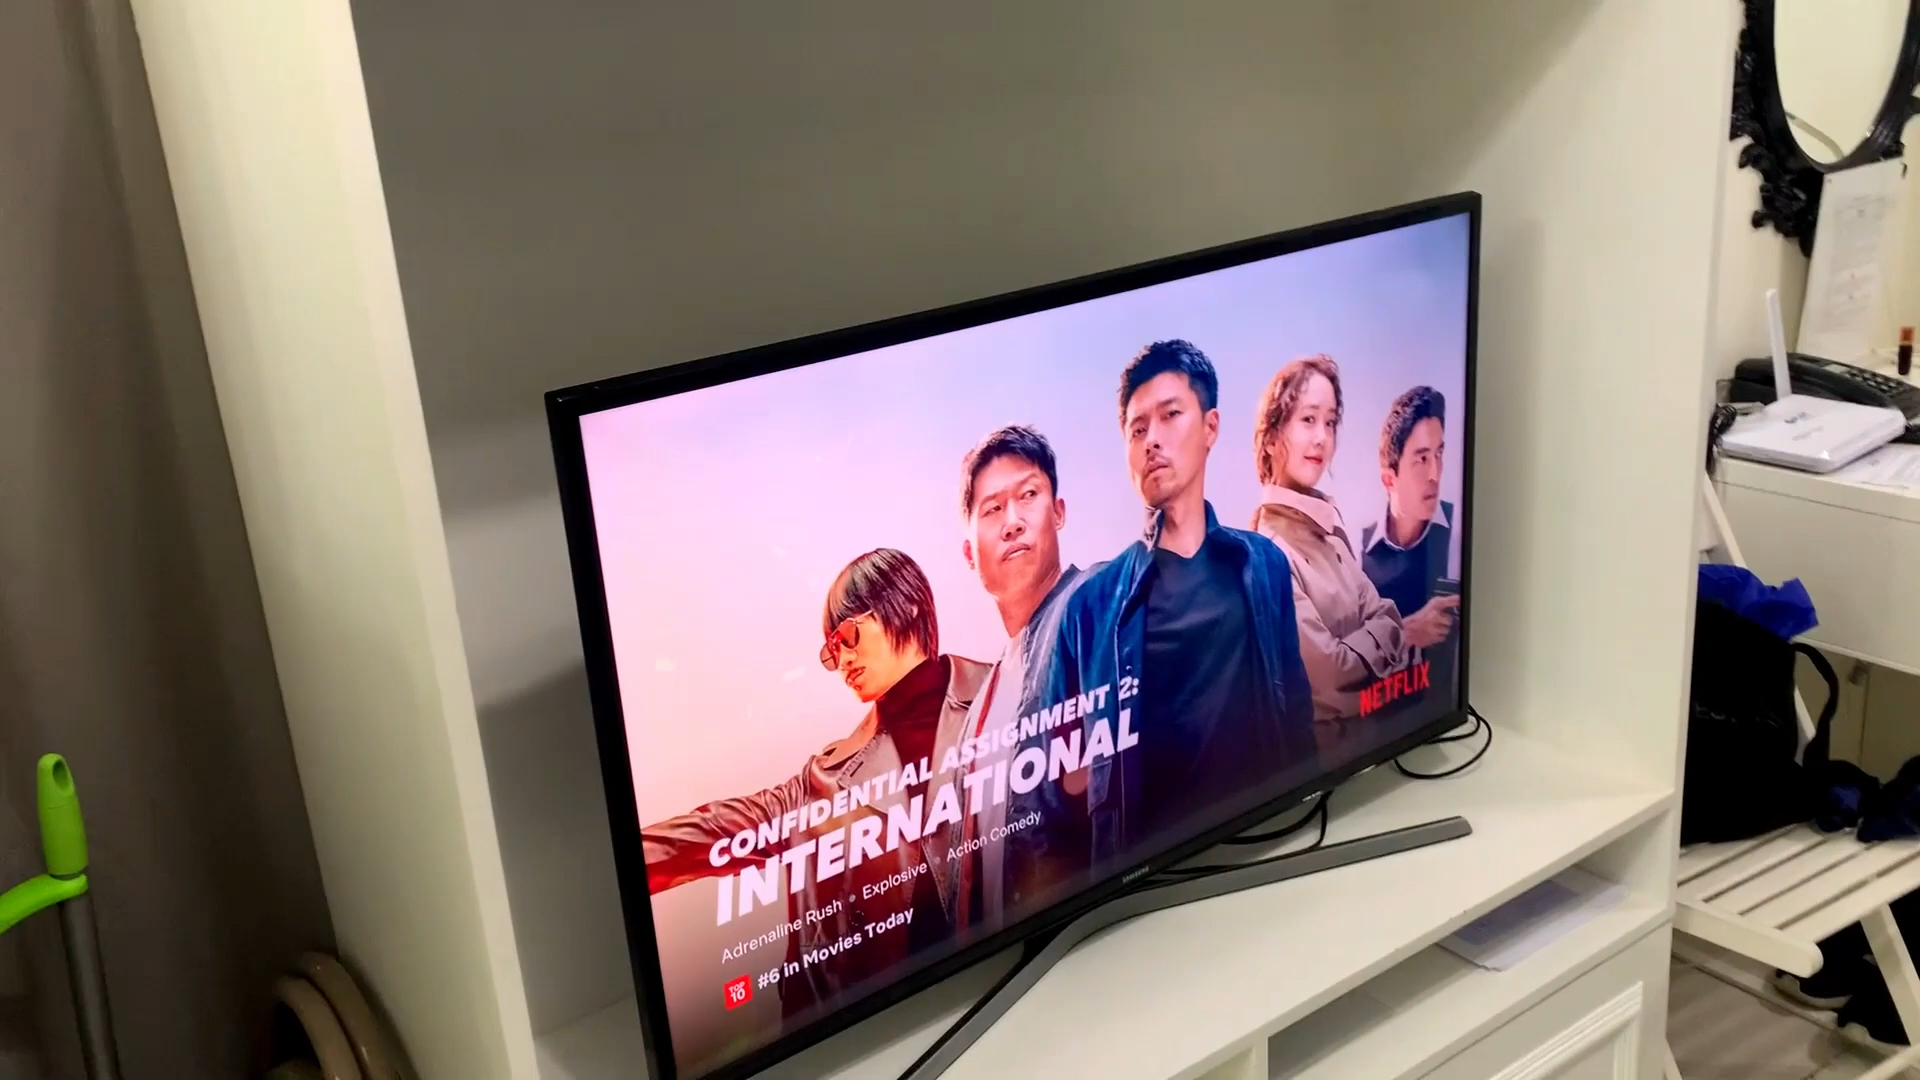 CONFIDENTIAL ASSIGNMENT 2:
INTERNATIONAL
Adrenaline Rush • Explosive • Action Comedy
TOP
10
#6 in Movies Today
NETFLIX
SAMSUNG